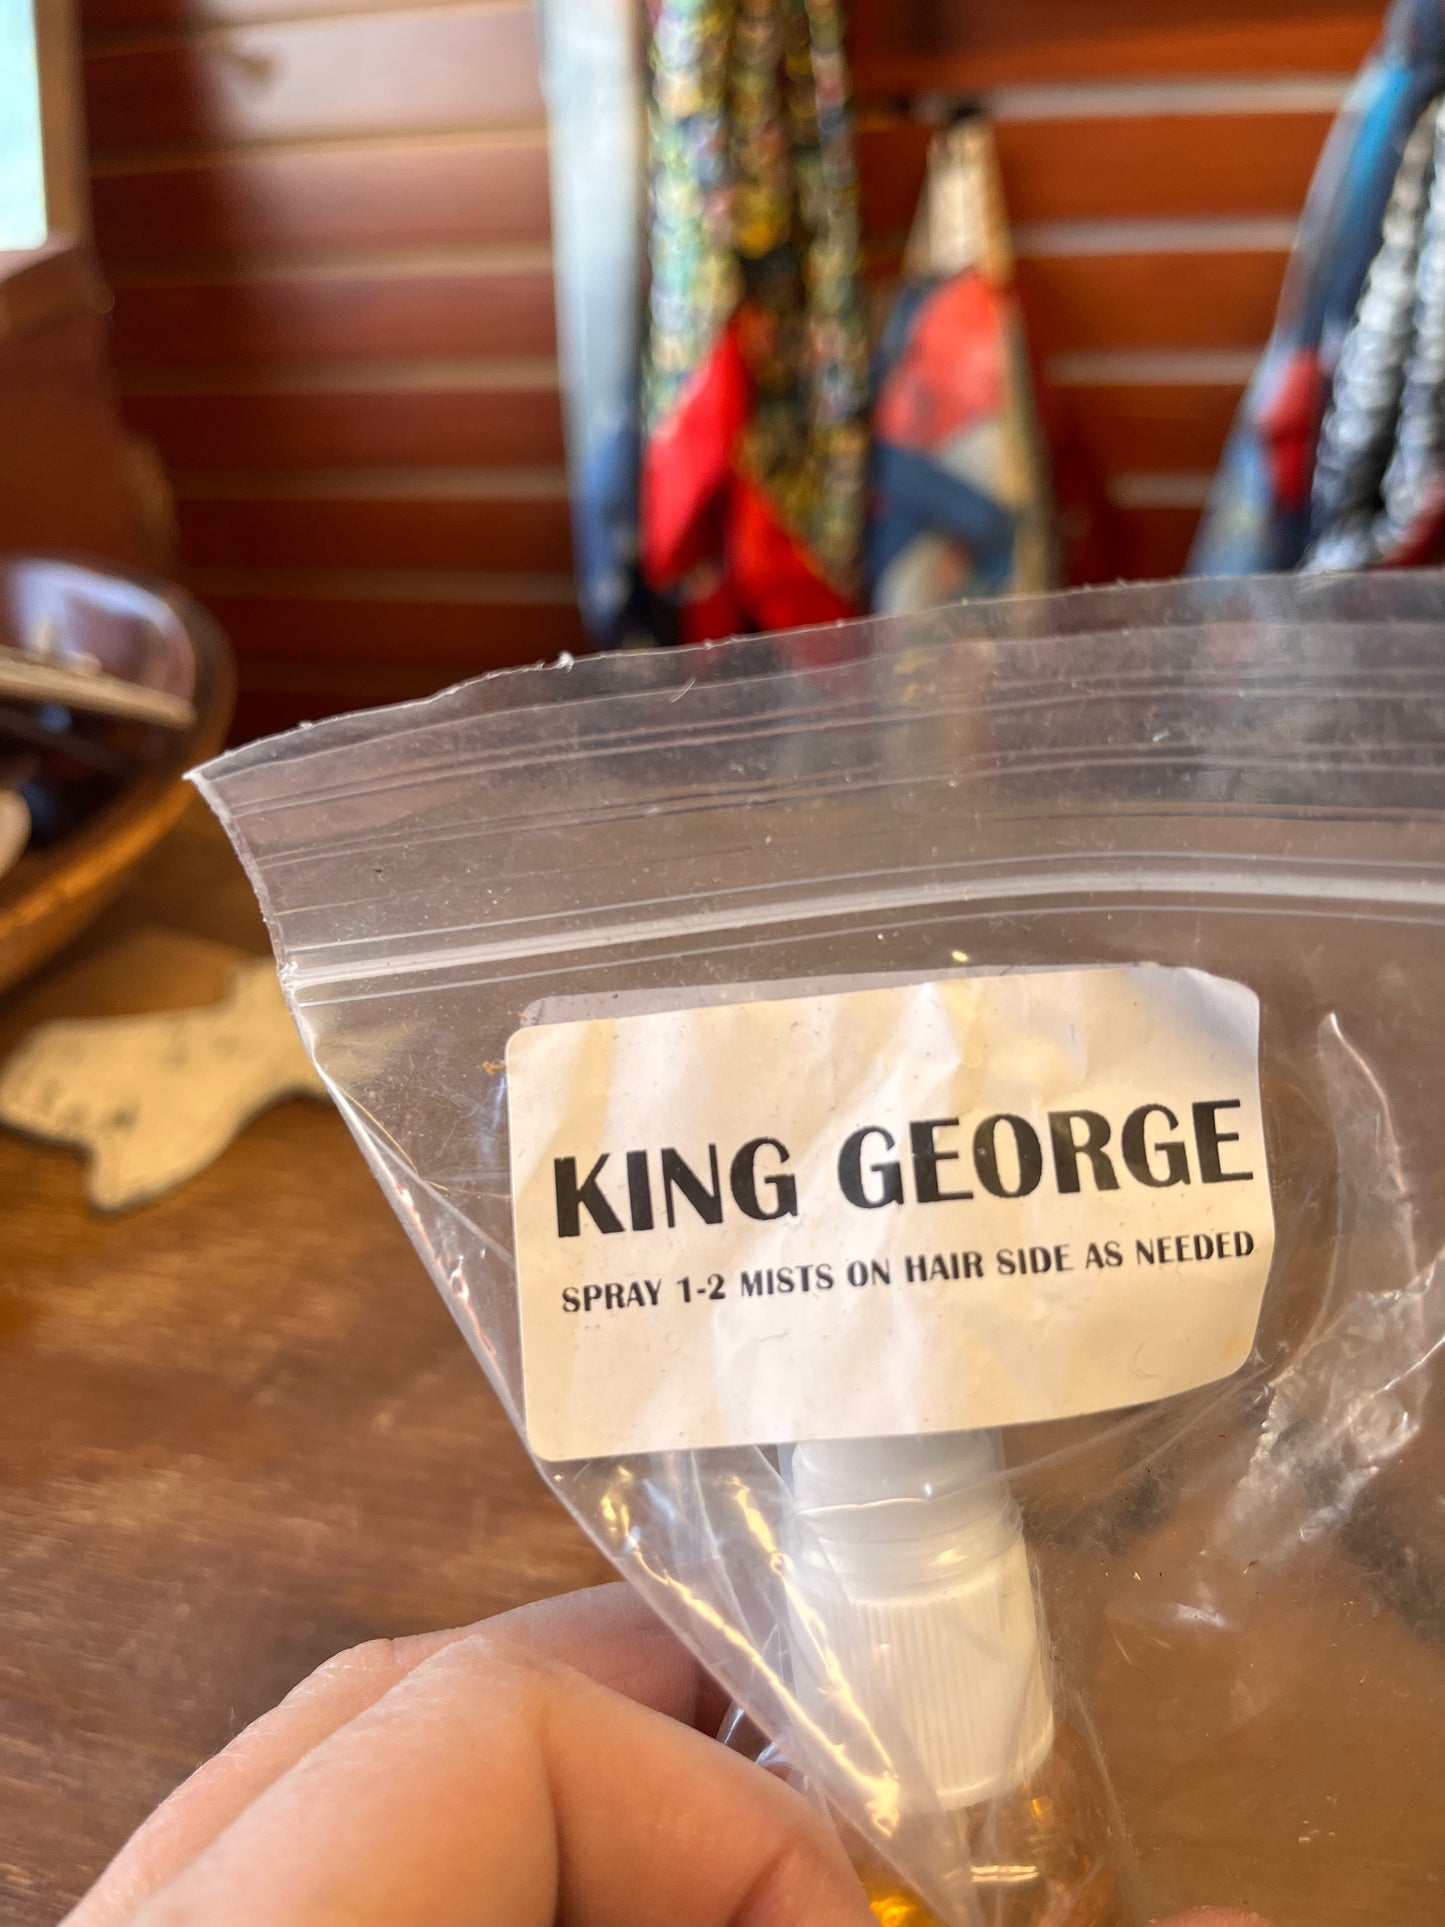 KING GEORGE
SPRAY 1-2 MISTS ON HAIR SIDE AS NEEDED